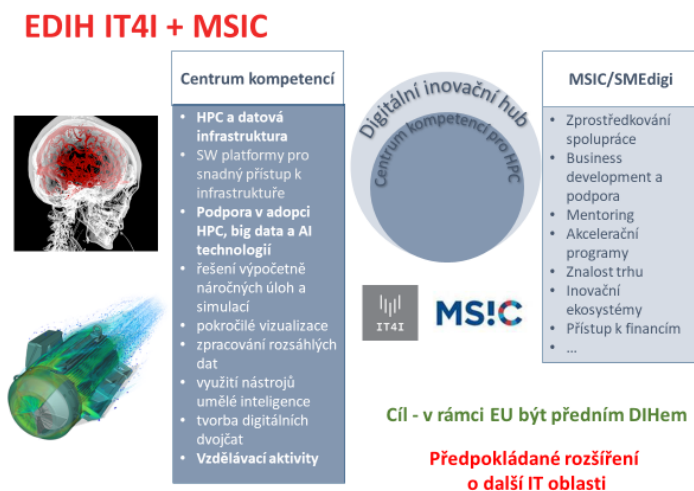 EDIH IT4I + MSIC
Centrum kompetencí
• HPC a datová
infrastruktura
• SW platformy pro
snadný přístup k
infrastruktuře
• Podpora v adopci
HPC, big data a AI
technologií
• řešení výpočetně
náročných úloh a
simulací
• pokročilé vizualizace
• zpracování rozsáhlých
dat
• využití nástrojů
umělé inteligence
• tvorba digitálních
dvojčat
• Vzdělávací aktivity
Digitální inovační hub
Centrum kompetencí pro HPC
IT4I
MS!C
MSIC/SMEdigi
• Zprostředkování
spolupráce
• Business
development a
podpora
• Mentoring
• Akcelerační
programy
• Znalost trhu
• Inovační
ekosystémy
• Přístup k financím
• ...
Cíl - v rámci EU být předním DIHem
Předpokládané rozšíření
o další IT oblasti